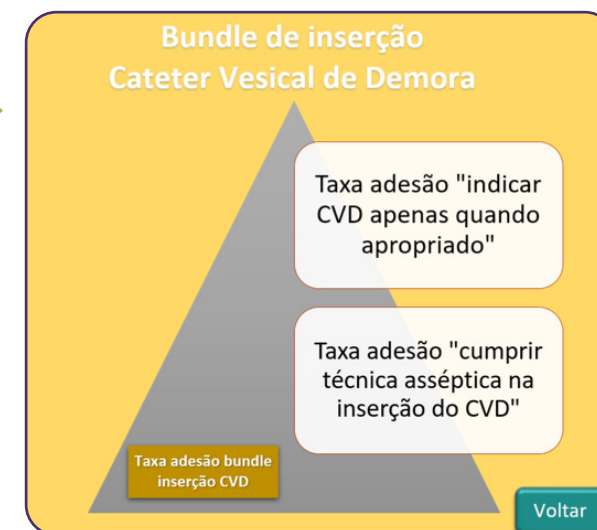 Bundle de inserção
Cateter Vesical de Demora
Taxa adesão "indicar
CVD apenas quando
apropriado"
Taxa adesão "cumprir
técnica asséptica na
inserção do CVD"
Taxa adesão bundle
inserção CVD
Voltar